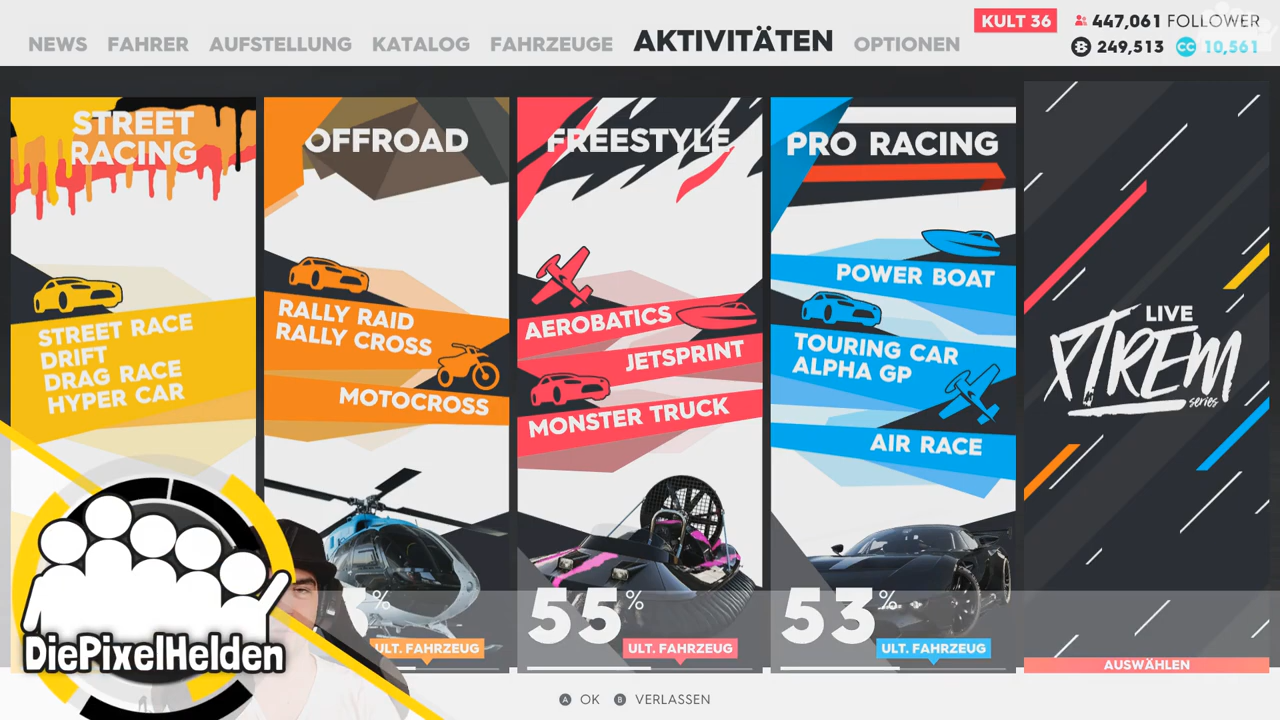 NEWS FAHRER AUFSTELLUNG KATALOG FAHRZEUGE AKTIVITÄTEN OPTIONEN
KULT 36 447,061 FOLLOWER
249,513 CC 10,561
STREET
RACING
STREET RACE
DRIFT
DRAG RACE
HYPER CAR
OFFROAD
RALLY RAID
RALLY CROSS
MOTOCROSS
%
ULT. FAHRZEUG
FREESTYLE
AEROBATICS
JETSPRINT
MONSTER TRUCK
55%
ULT. FAHRZEUG
PRO RACING
POWER BOAT
TOURING CAR
ALPHA GP
AIR RACE
53%
ULT. FAHRZEUG
LIVE
XTREM
series
AUSWÄHLEN
DiePixelHelden
A OK B VERLASSEN